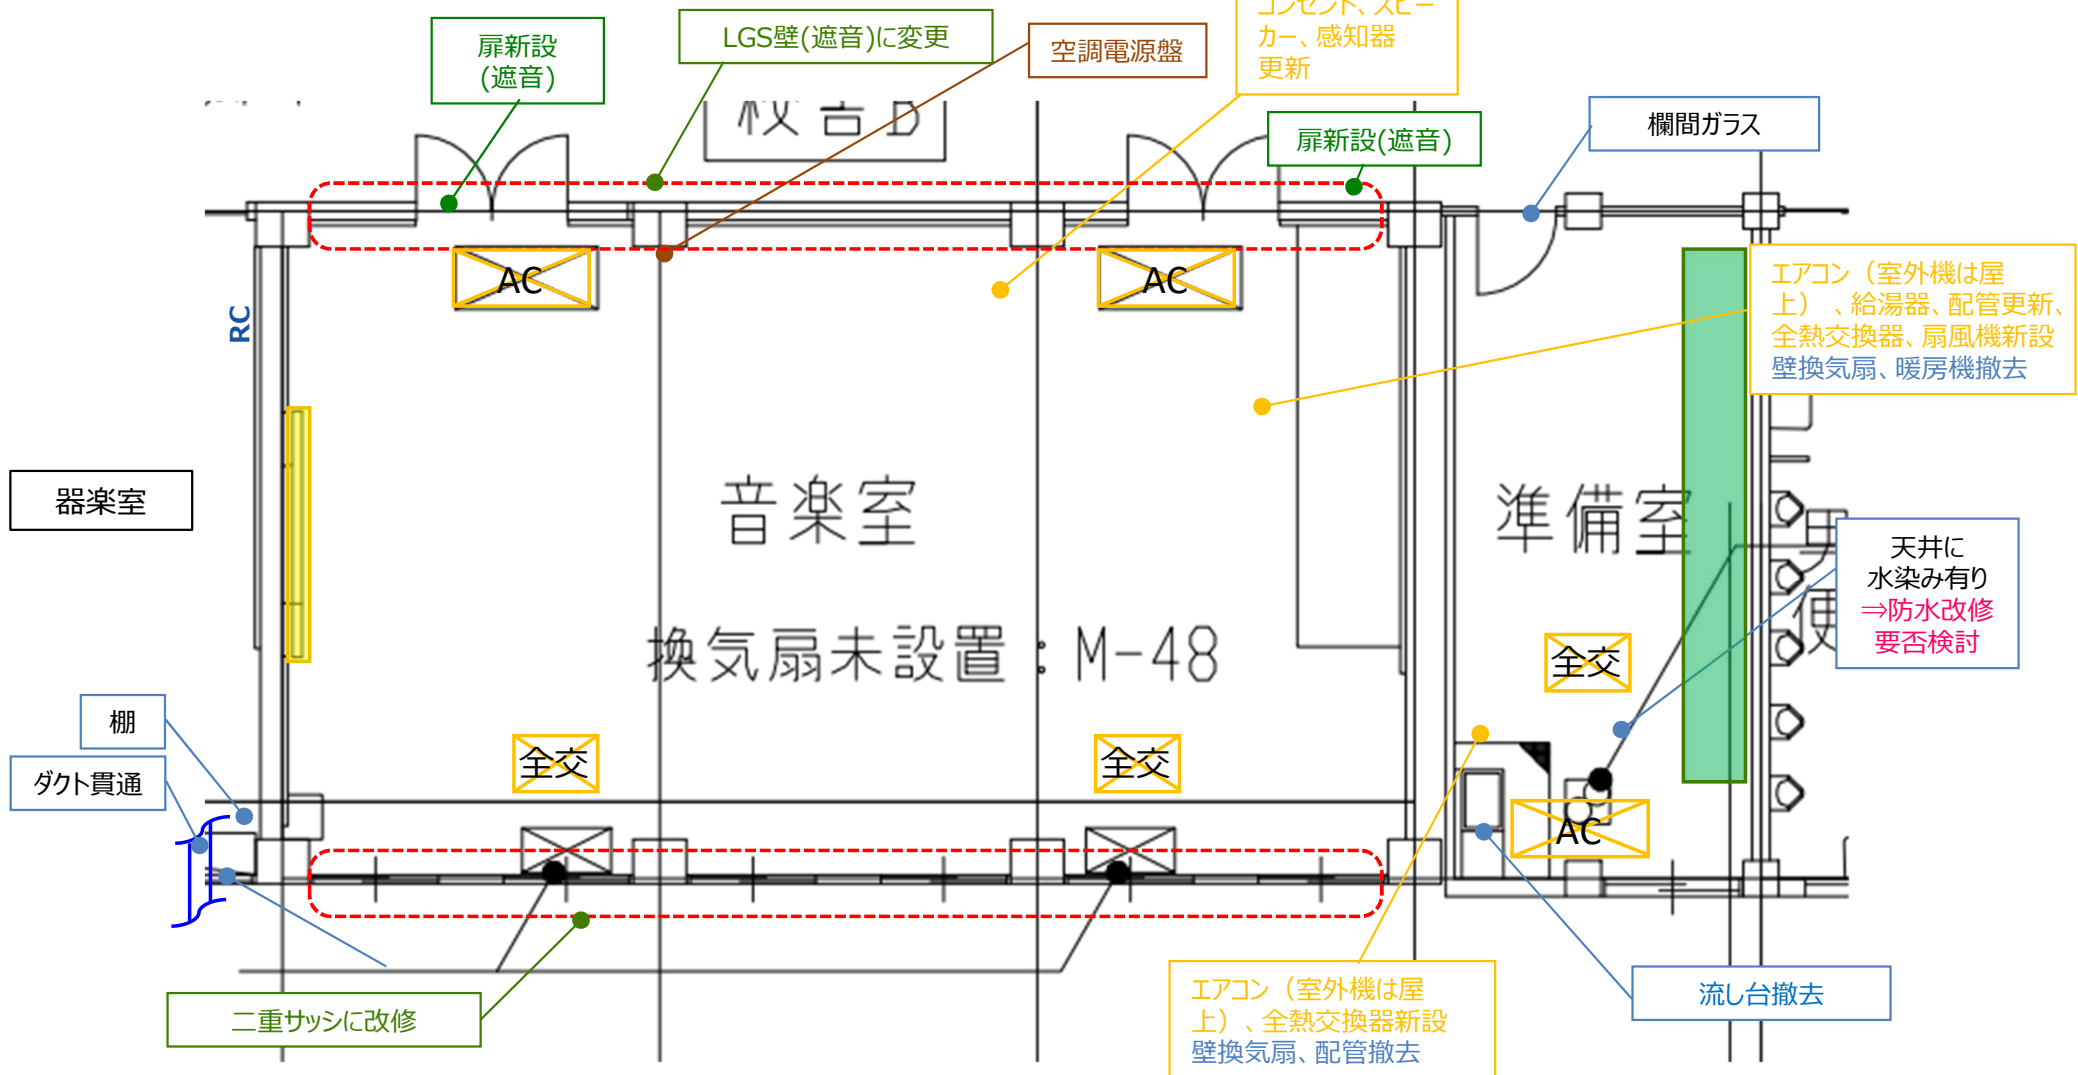 コンセント、スピー
カー、感知器
更新
扉新設
(遮音)
LGS壁(遮音)に変更
空調電源盤
扉新設(遮音)
欄間ガラス
AC
AC
RC
エアコン（室外機は屋
上）、給湯器、配管更新、
全熱交換器、扇風機新設
壁換気扇、暖房機撤去
器楽室
音楽室
準備室
天井に
水染み有り
⇒防水改修
要否検討
換気扇未設置：M-48
全交
棚
全交
全交
ダクト貫通
AC
二重サッシに改修
エアコン（室外機は屋
上）、全熱交換器新設
壁換気扇、配管撤去
流し台撤去